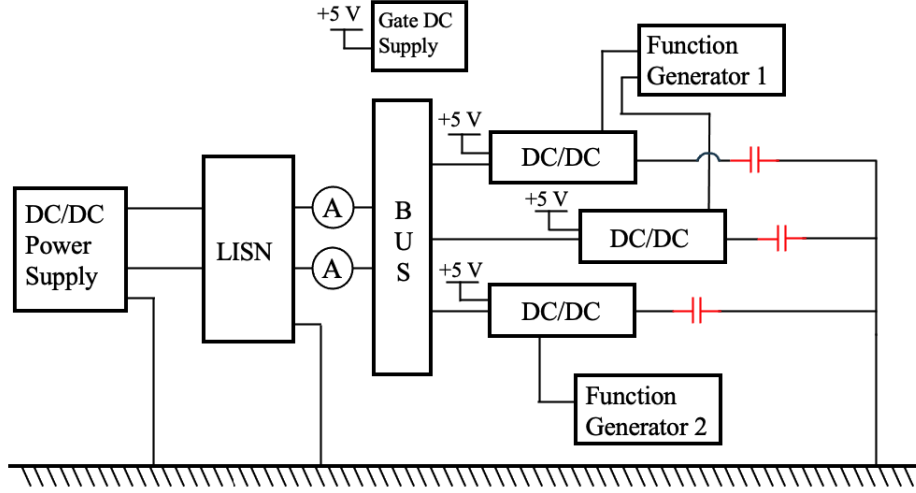 +5 V
Gate DC
Supply
Function
Generator 1
+5 V
DC/DC
+5 V
DC/DC
DC/DC
Power
Supply
LISN
A
A
B
U
S
+5 V
DC/DC
Function
Generator 2